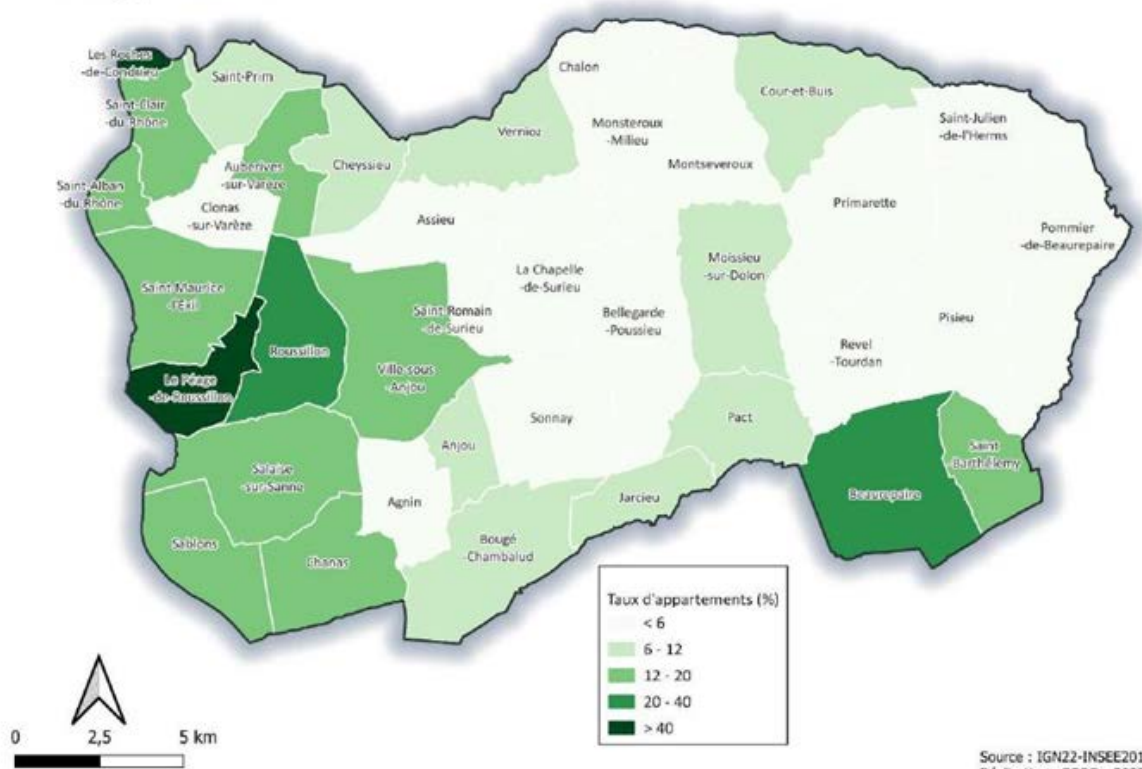 Les Roches
-de-Condrieu
Saint-Prim
Chalon
Cour-et-Buis
Saint-Clair
-du-Rhône
Vernioz
Monsteroux
-Milieu
Saint-Julien
-de-l'Herms
Auberives
-sur-Varèze
Cheyssieu
Montseveroux
Saint-Alban
-du-Rhône
Clonas
-sur-Varèze
Assieu
Primarette
Pommier
-de-Beaurepaire
Moissieu
-sur-Dolon
La Chapelle
-de-Surieu
Saint-Maurice
-l'Exil
Saint-Romain
-de-Surieu
Bellegarde
-Poussieu
Pisieu
Roussillon
Revel
-Tourdan
Le Péage
-de-Roussillon
Ville-sous
-Anjou
Sonnay
Pact
Anjou
Saint
Barthélemy
Salaise
-sur-Sanne
Agnin
Jarcieu
Beaurepaire
Sablons
Chanas
Bougé
-Chambalud
Taux d'appartements (%)
< 6
6 - 12
12 - 20
20 - 40
> 40
0 2,5 5 km
Source : IGN22-INSEE201